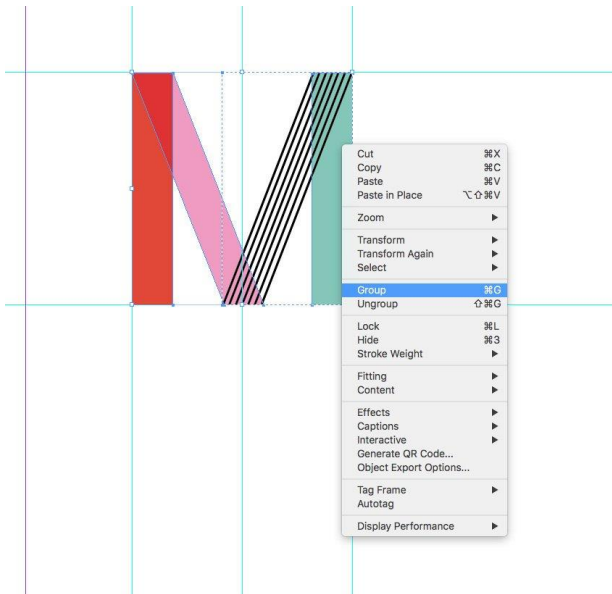 Cut ⌘X
Copy ⌘C
Paste ⌘V
Paste in Place ⌥⇧⌘V
Zoom
Transform
Transform Again
Select
Group ⌘G
Ungroup ⇧⌘G
Lock ⌘L
Hide ⌘3
Stroke Weight
Fitting
Content
Effects
Captions
Interactive
Generate QR Code...
Object Export Options...
Tag Frame
Autotag
Display Performance